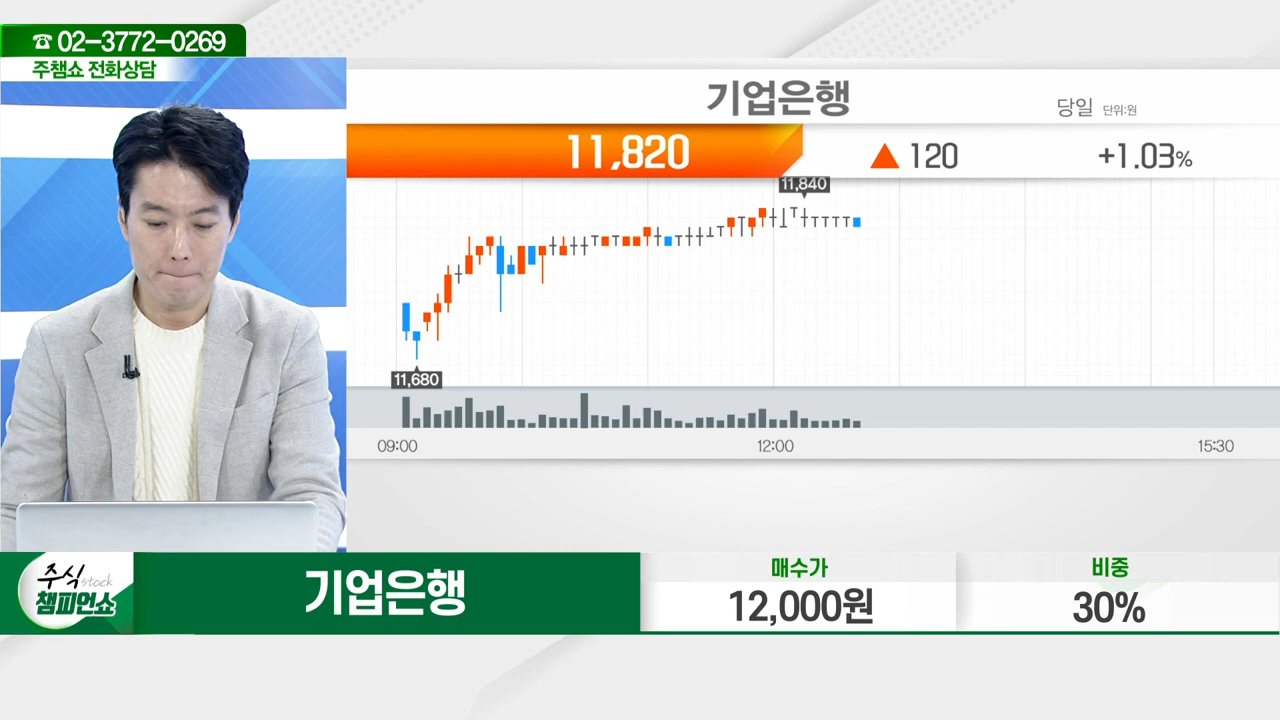 ☎ 02-3772-0269
주챔쇼 전화상담
기업은행
당일 단위:원
11,820 ▲ 120 +1.03%
11,840
11,680
09:00 12:00 15:30
주식 stock
챔피언쇼
기업은행
매수가
12,000원
비중
30%